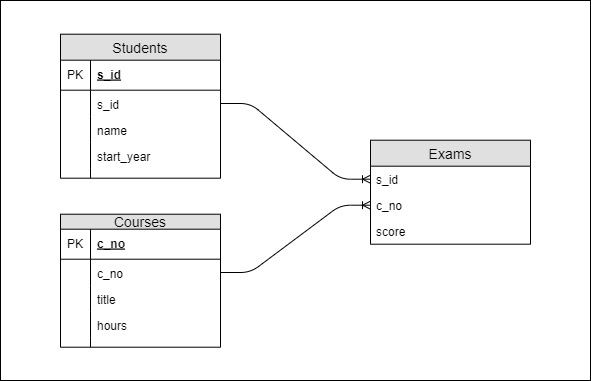 Students
PK s_id
s_id
name
start_year
Courses
PK c_no
c_no
title
hours
Exams
s_id
c_no
score